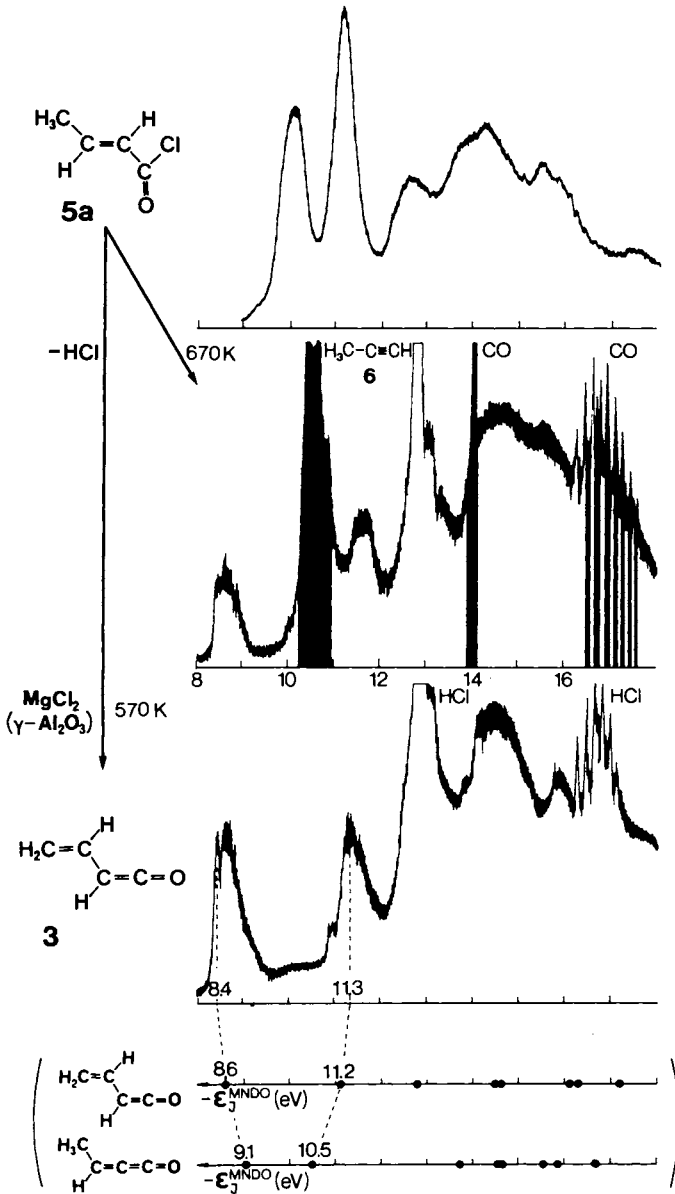 H₃C
H
C=C
Cl
H
C
O
5a
-HCl
670K
H₃C-C≡CH
6
CO
CO
8 10 12 14 16
MgCl₂
(γ-Al₂O₃)
570K
HCl
HCl
H
H₂C=C
C=C=O
H
3
8.4
11.3
H
H₂C=C
C=C=O
H
8.6
11.2
-ε_J^MNDO (eV)
H₃C
C=C=C=O
H
9.1
10.5
-ε_J^MNDO (eV)